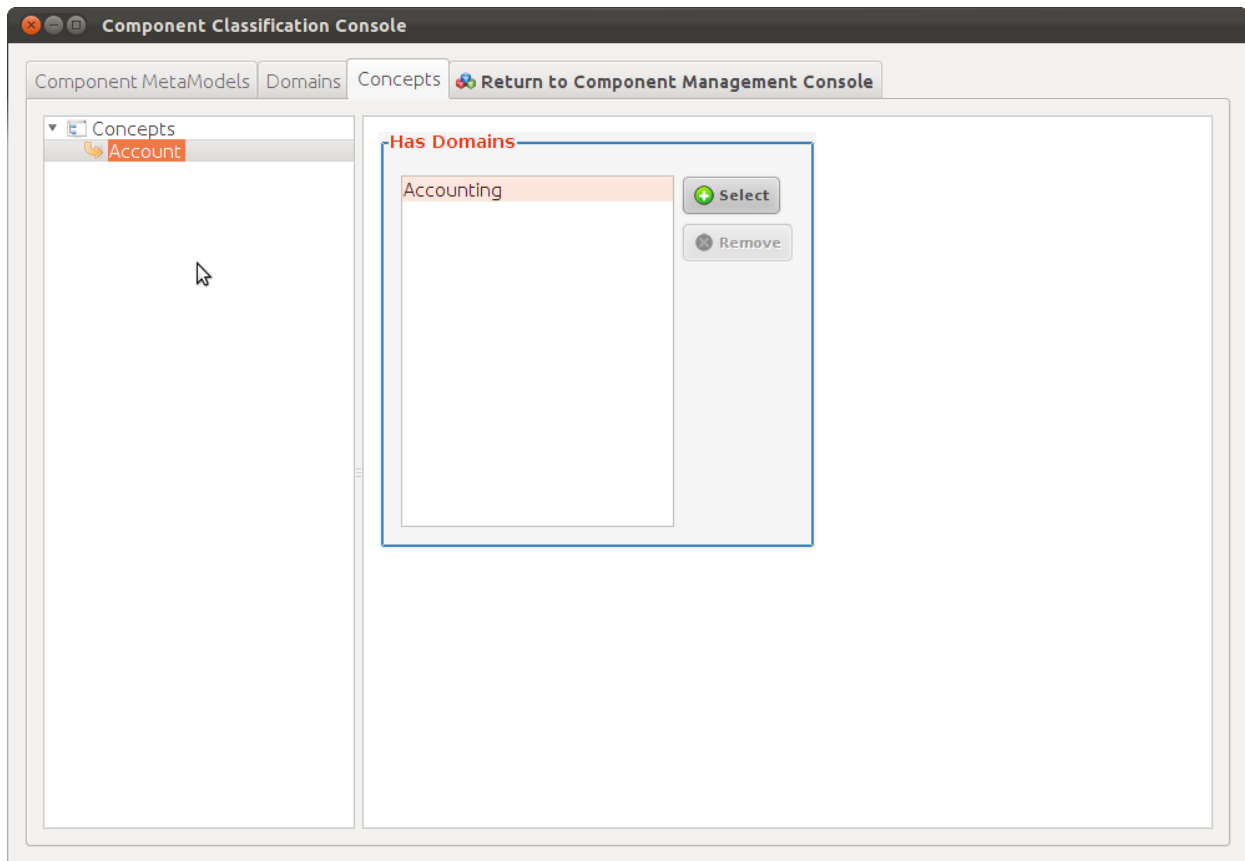 Component Classification Console
Component MetaModels Domains Concepts Return to Component Management Console
Concepts
Account
Has Domains
Accounting
Select
Remove